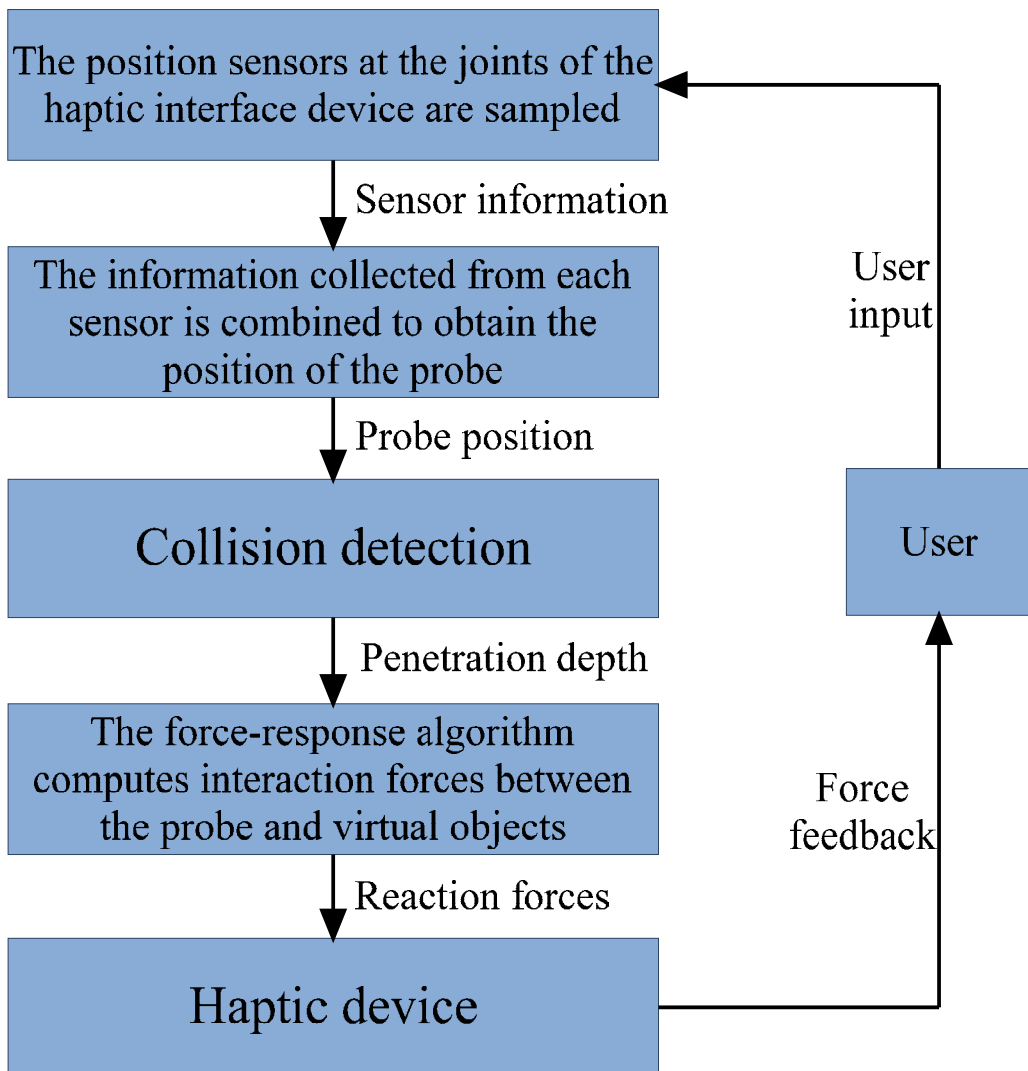 The position sensors at the joints of the
haptic interface device are sampled
Sensor information
The information collected from each
sensor is combined to obtain the
position of the probe
Probe position
Collision detection
Penetration depth
The force-response algorithm
computes interaction forces between
the probe and virtual objects
Reaction forces
Haptic device
User
input
User
Force
feedback